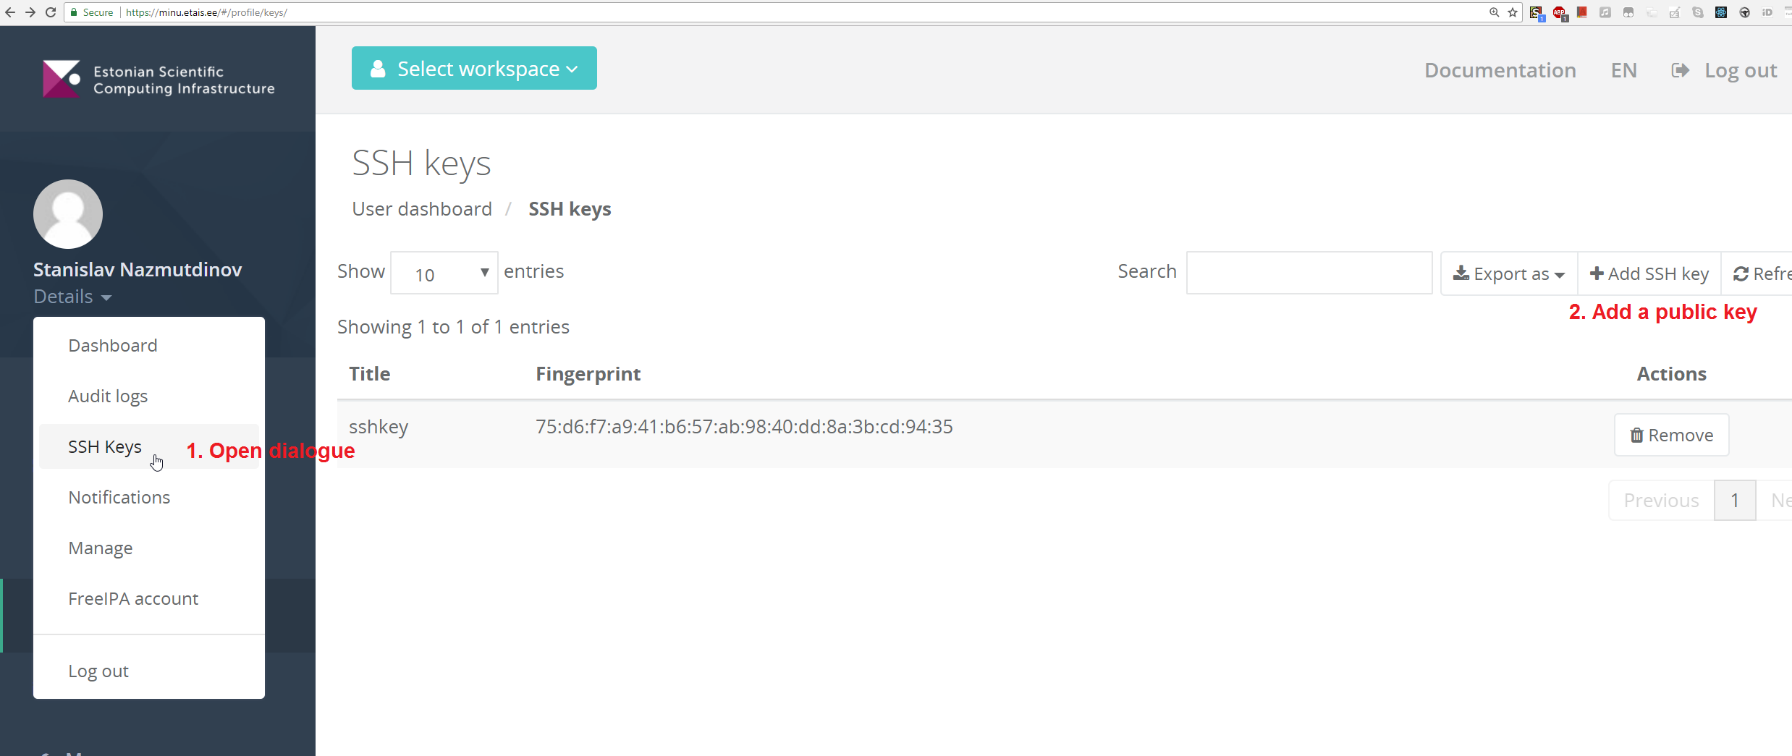 Secure | https://minu.etais.ee/#/profile/keys/
Estonian Scientific
Computing Infrastructure
Select workspace
Documentation EN Log out
Stanislav Nazmutdinov
Details
Dashboard
Audit logs
SSH Keys
1. Open dialogue
Notifications
Manage
FreeIPA account
Log out
SSH keys
User dashboard / SSH keys
Show 10 entries
Search
Export as
Add SSH key
Refre
2. Add a public key
Showing 1 to 1 of 1 entries
Title Fingerprint Actions
sshkey 75:d6:f7:a9:41:b6:57:ab:98:40:dd:8a:3b:cd:94:35 Remove
Previous 1 Ne